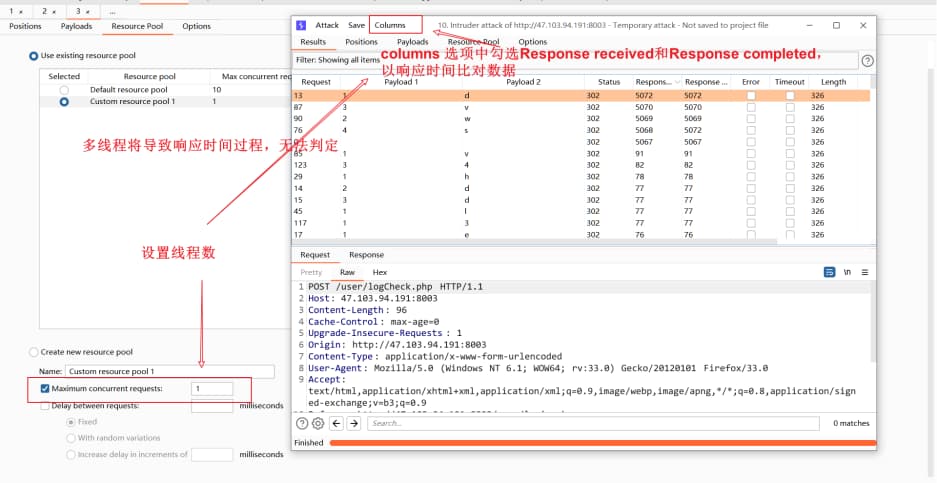 1 × 2 × 3 × ...
Positions Payloads Resource Pool Options
Use existing resource pool
Selected Resource pool Max concurrent req
Default resource pool 10
Custom resource pool 1 1
多线程将导致响应时间过程，无法判定
设置线程数
Create new resource pool
Name: Custom resource pool 1
Maximum concurrent requests: 1
Delay between requests: milliseconds
Fixed
With random variations
Increase delay in increments of milliseconds
Attack Save Columns 10. Intruder attack of http://47.103.94.191:8003 - Temporary attack - Not saved to project file
Results Positions Payloads Resource Pool Options
Filter: Showing all items
columns 选项中勾选Response received和Response completed，
以响应时间比对数据
Request Payload 1 Payload 2 Status Respons... Response ... Error Timeout Length
13 1 d 302 5072 5072 326
87 3 v 302 5070 5070 326
90 2 w 302 5069 5069 326
76 4 s 302 5068 5072 326
302 5067 5067 326
85 1 v 302 91 91 326
123 3 4 302 82 82 326
29 1 h 302 78 78 326
14 2 d 302 77 77 326
15 3 d 302 77 77 326
45 1 l 302 77 77 326
117 1 3 302 77 77 326
17 1 e 302 76 76 326
Request Response
Pretty Raw Hex \n
1 POST /user/logCheck.php HTTP/1.1
2 Host: 47.103.94.191:8003
3 Content-Length: 96
4 Cache-Control: max-age=0
5 Upgrade-Insecure-Requests: 1
6 Origin: http://47.103.94.191:8003
7 Content-Type: application/x-www-form-urlencoded
8 User-Agent: Mozilla/5.0 (Windows NT 6.1; WOW64; rv:33.0) Gecko/20120101 Firefox/33.0
9 Accept:
text/html,application/xhtml+xml,application/xml;q=0.9,image/webp,image/apng,*/*;q=0.8,application/sign
ed-exchange;v=b3;q=0.9
Search... 0 matches
Finished